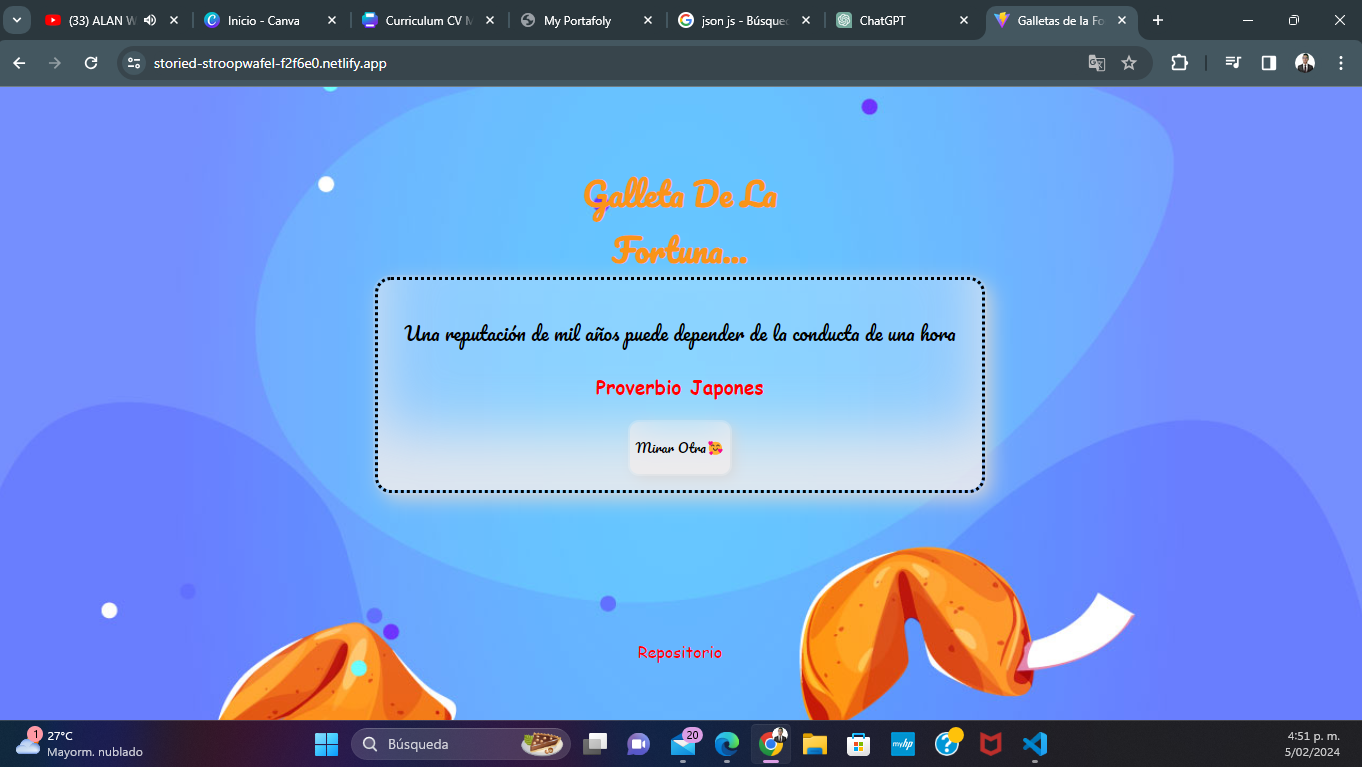 (33) ALAN W
Inicio - Canva
Curriculum CV M
My Portafoly
json js - Búsque
ChatGPT
Galletas de la Fo
storied-stroopwafel-f2f6e0.netlify.app
Galleta De La
Fortuna...
Una reputación de mil años puede depender de la conducta de una hora
Proverbio Japones
Mirar Otra🥰
Repositorio
1
27°C
Mayorm. nublado
Búsqueda
20
myhp
4:51 p. m.
5/02/2024